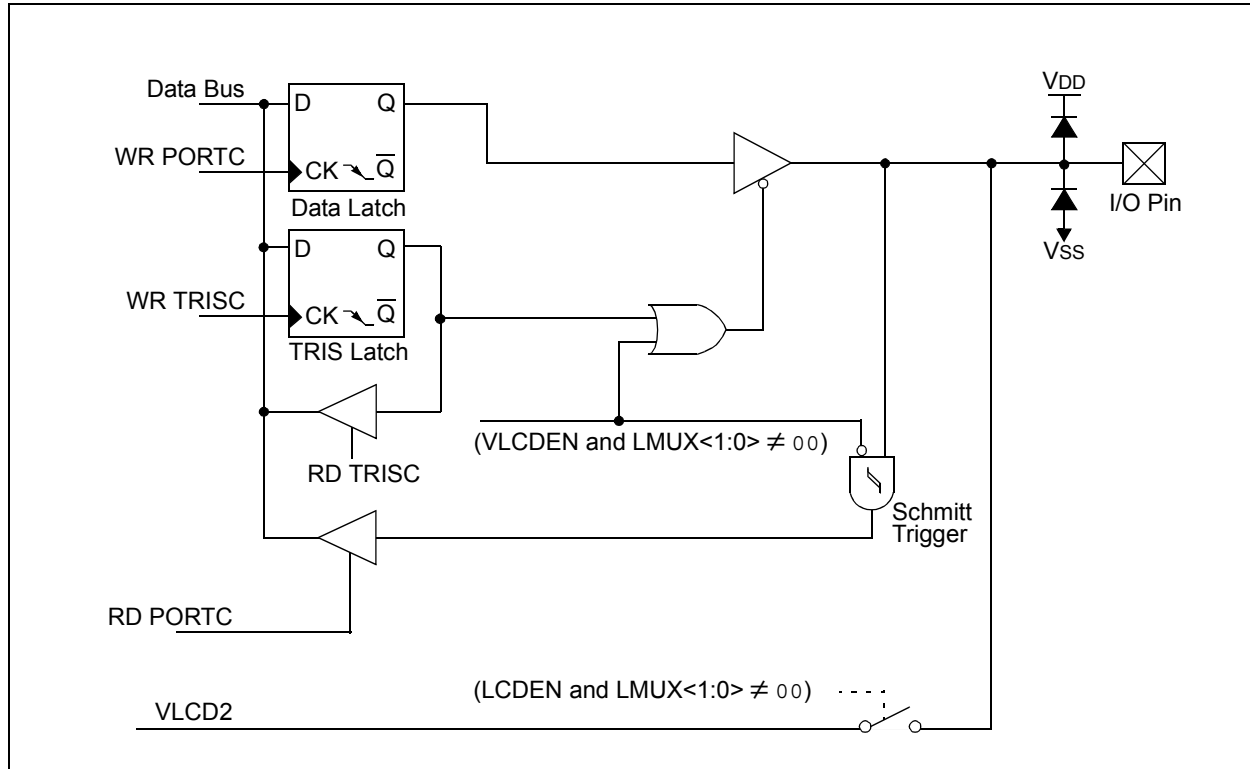 Data Bus
D Q
VDD
WR PORTC
CK Q̅
I/O Pin
Data Latch
D Q
VSS
WR TRISC
CK Q̅
TRIS Latch
(VLCDEN and LMUX<1:0> ≠ 00)
RD TRISC
Schmitt
Trigger
RD PORTC
(LCDEN and LMUX<1:0> ≠ 00)
VLCD2